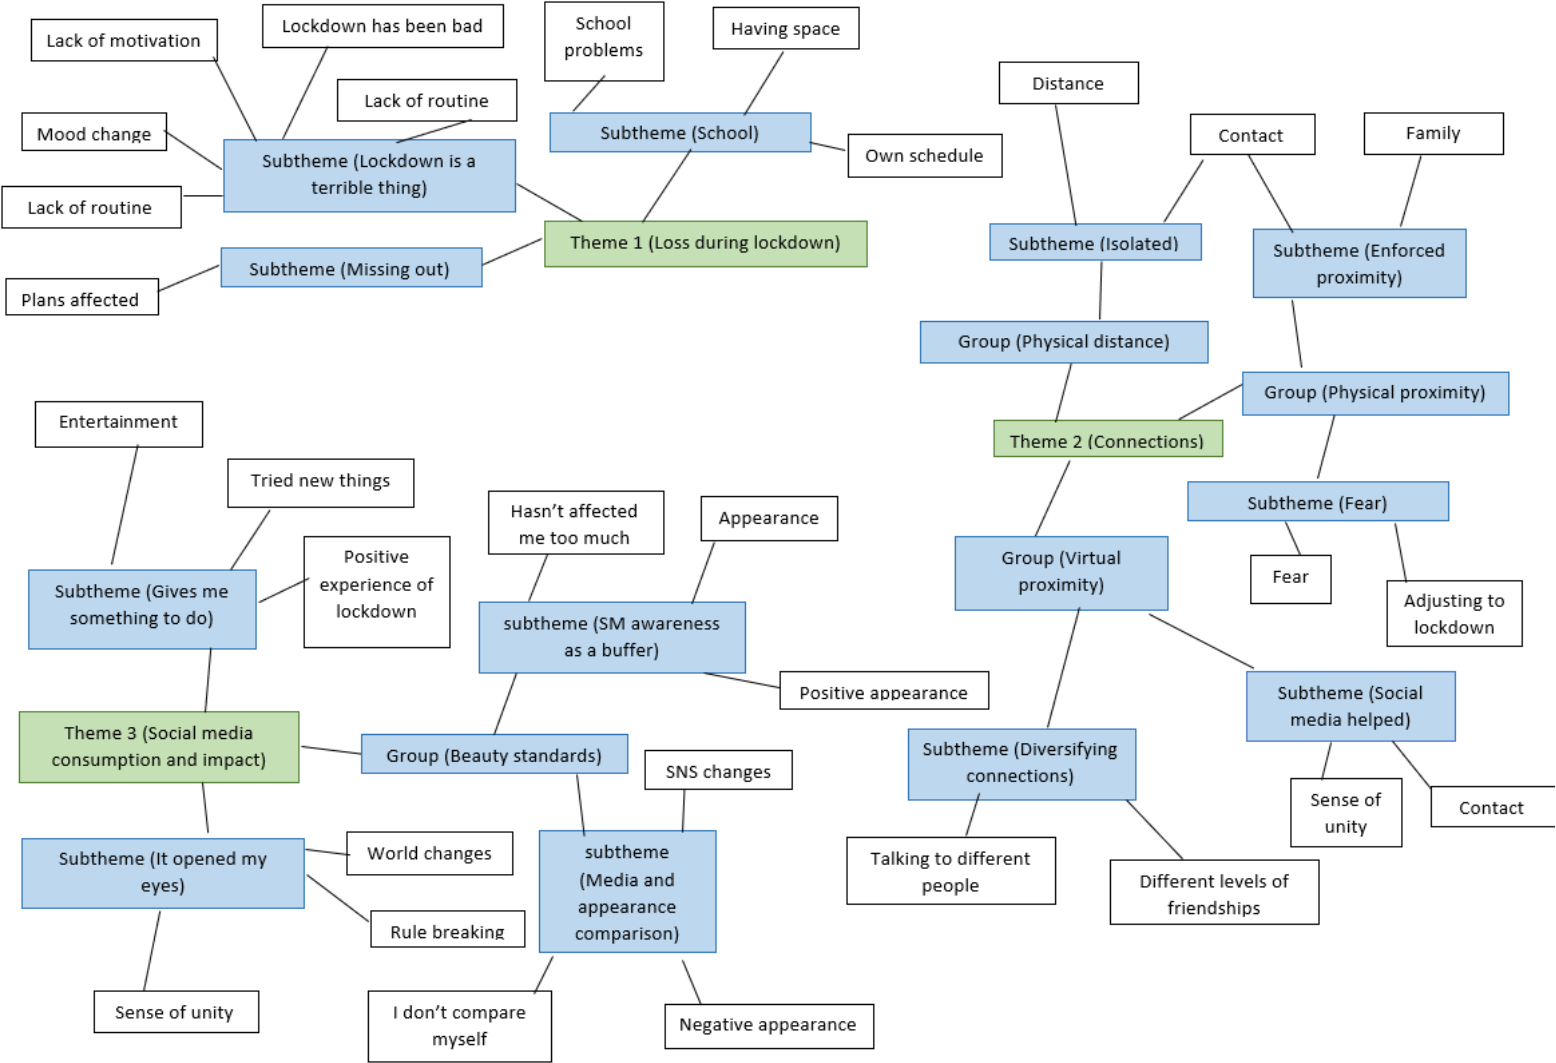 Lack of motivation
Lockdown has been bad
Lack of routine
Mood change
Subtheme (Lockdown is a
terrible thing)
Lack of routine
School
problems
Having space
Subtheme (School)
Own schedule
Theme 1 (Loss during lockdown)
Subtheme (Missing out)
Plans affected
Distance
Contact
Family
Subtheme (Isolated)
Subtheme (Enforced
proximity)
Group (Physical distance)
Group (Physical proximity)
Theme 2 (Connections)
Subtheme (Fear)
Fear
Adjusting to
lockdown
Group (Virtual
proximity)
Subtheme (Social
media helped)
Sense of
unity
Contact
Subtheme (Diversifying
connections)
Talking to different
people
Different levels of
friendships
Entertainment
Tried new things
Positive
experience of
lockdown
Subtheme (Gives me
something to do)
Hasn’t affected
me too much
Appearance
subtheme (SM awareness
as a buffer)
Positive appearance
Theme 3 (Social media
consumption and impact)
Group (Beauty standards)
SNS changes
Subtheme (It opened my
eyes)
World changes
Rule breaking
Sense of unity
subtheme
(Media and
appearance
comparison)
I don’t compare
myself
Negative appearance